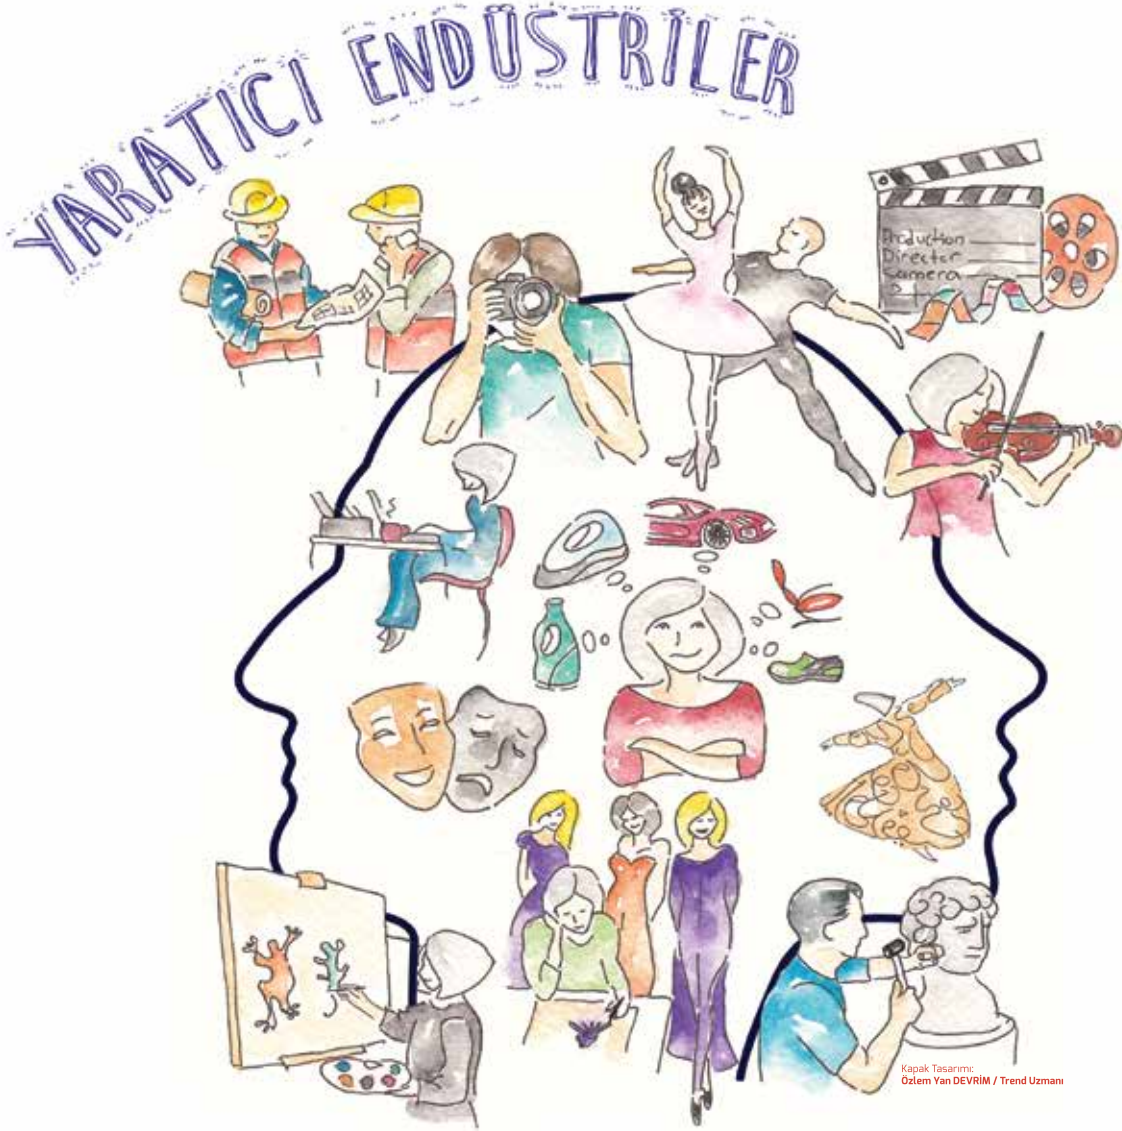 YARATICI ENDÜSTRİLER
Production
Director
Camera
Kapak Tasarımı:
Özlem Yan DEVRİM / Trend Uzmanı